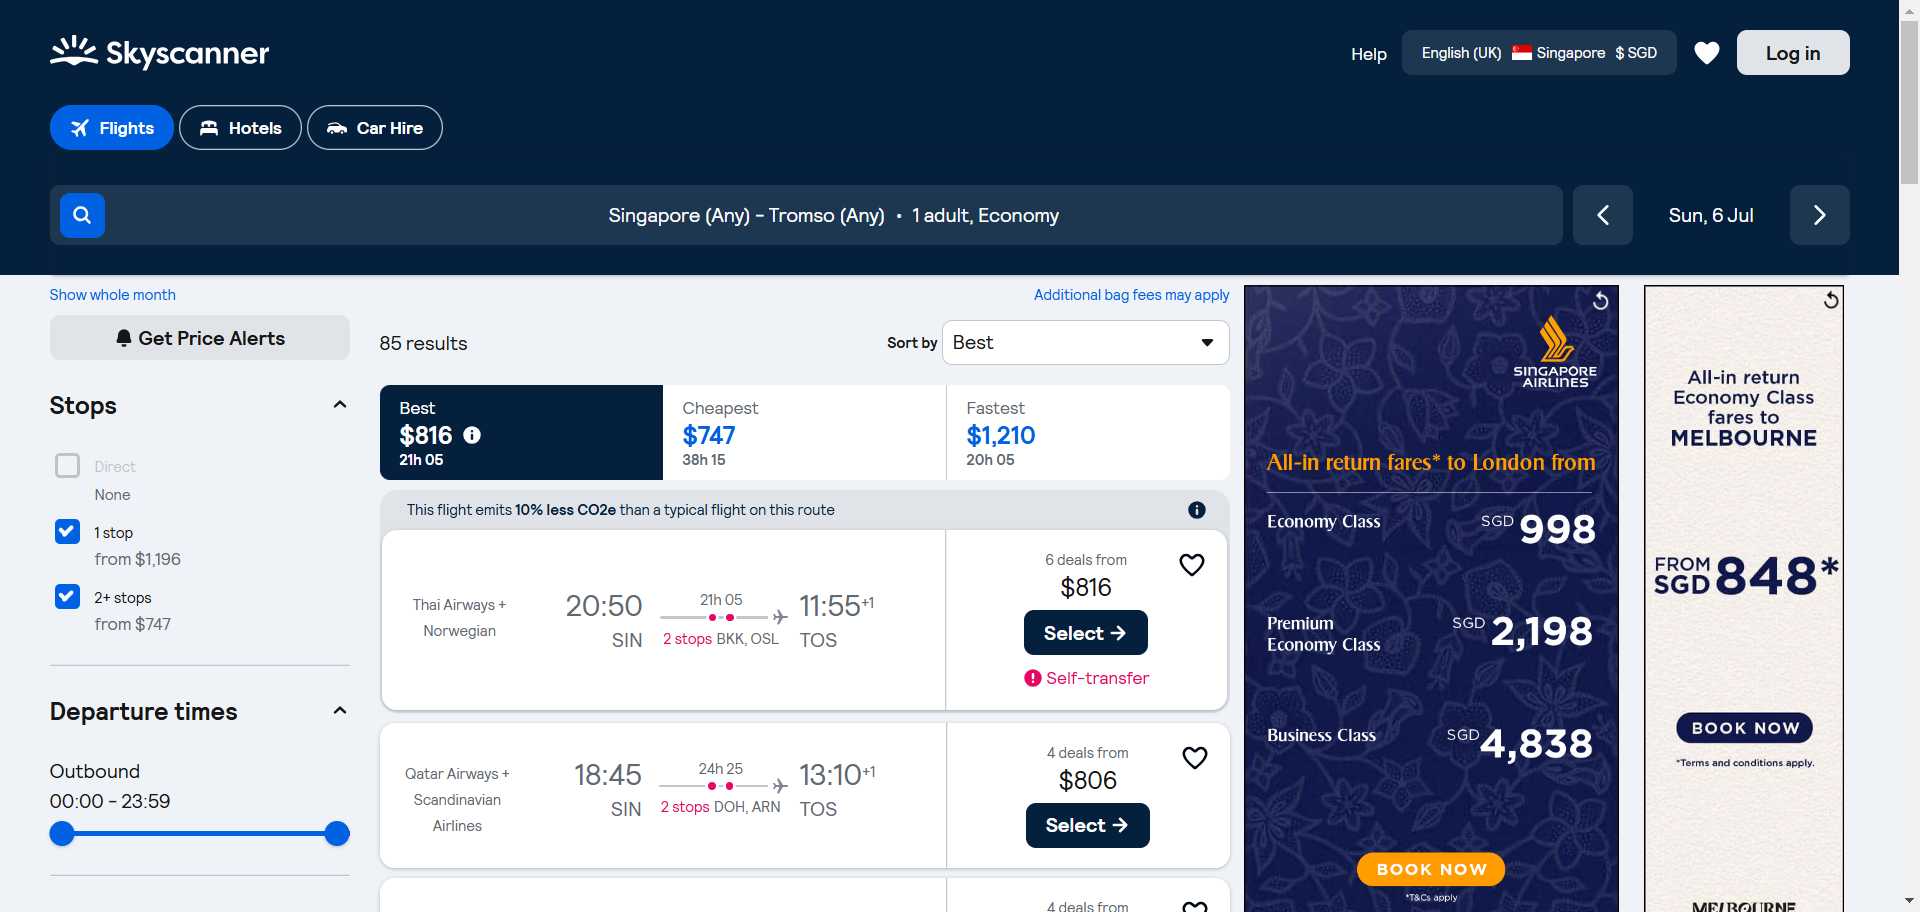 Skyscanner
Help
English (UK) Singapore $ SGD
Log in
Flights
Hotels
Car Hire
Singapore (Any) - Tromso (Any) • 1 adult, Economy
Sun, 6 Jul
Show whole month
Additional bag fees may apply
Get Price Alerts
85 results
Sort by
Best
Stops
Direct
None
1 stop
from $1,196
2+ stops
from $747
Departure times
Outbound
00:00 - 23:59
Best
$816
21h 05
Cheapest
$747
38h 15
Fastest
$1,210
20h 05
This flight emits 10% less CO2e than a typical flight on this route
Thai Airways +
Norwegian
20:50
SIN
21h 05
2 stops BKK, OSL
11:55+1
TOS
6 deals from
$816
Select →
Self-transfer
Qatar Airways +
Scandinavian
Airlines
18:45
SIN
24h 25
2 stops DOH, ARN
13:10+1
TOS
4 deals from
$806
Select →
4 deals from
SINGAPORE
AIRLINES
All-in return fares* to London from
Economy Class SGD 998
Premium
Economy Class
SGD 2,198
Business Class SGD 4,838
BOOK NOW
*T&Cs apply
All-in return
Economy Class
fares to
MELBOURNE
FROM
SGD 848*
BOOK NOW
*Terms and conditions apply.
MELBOURNE